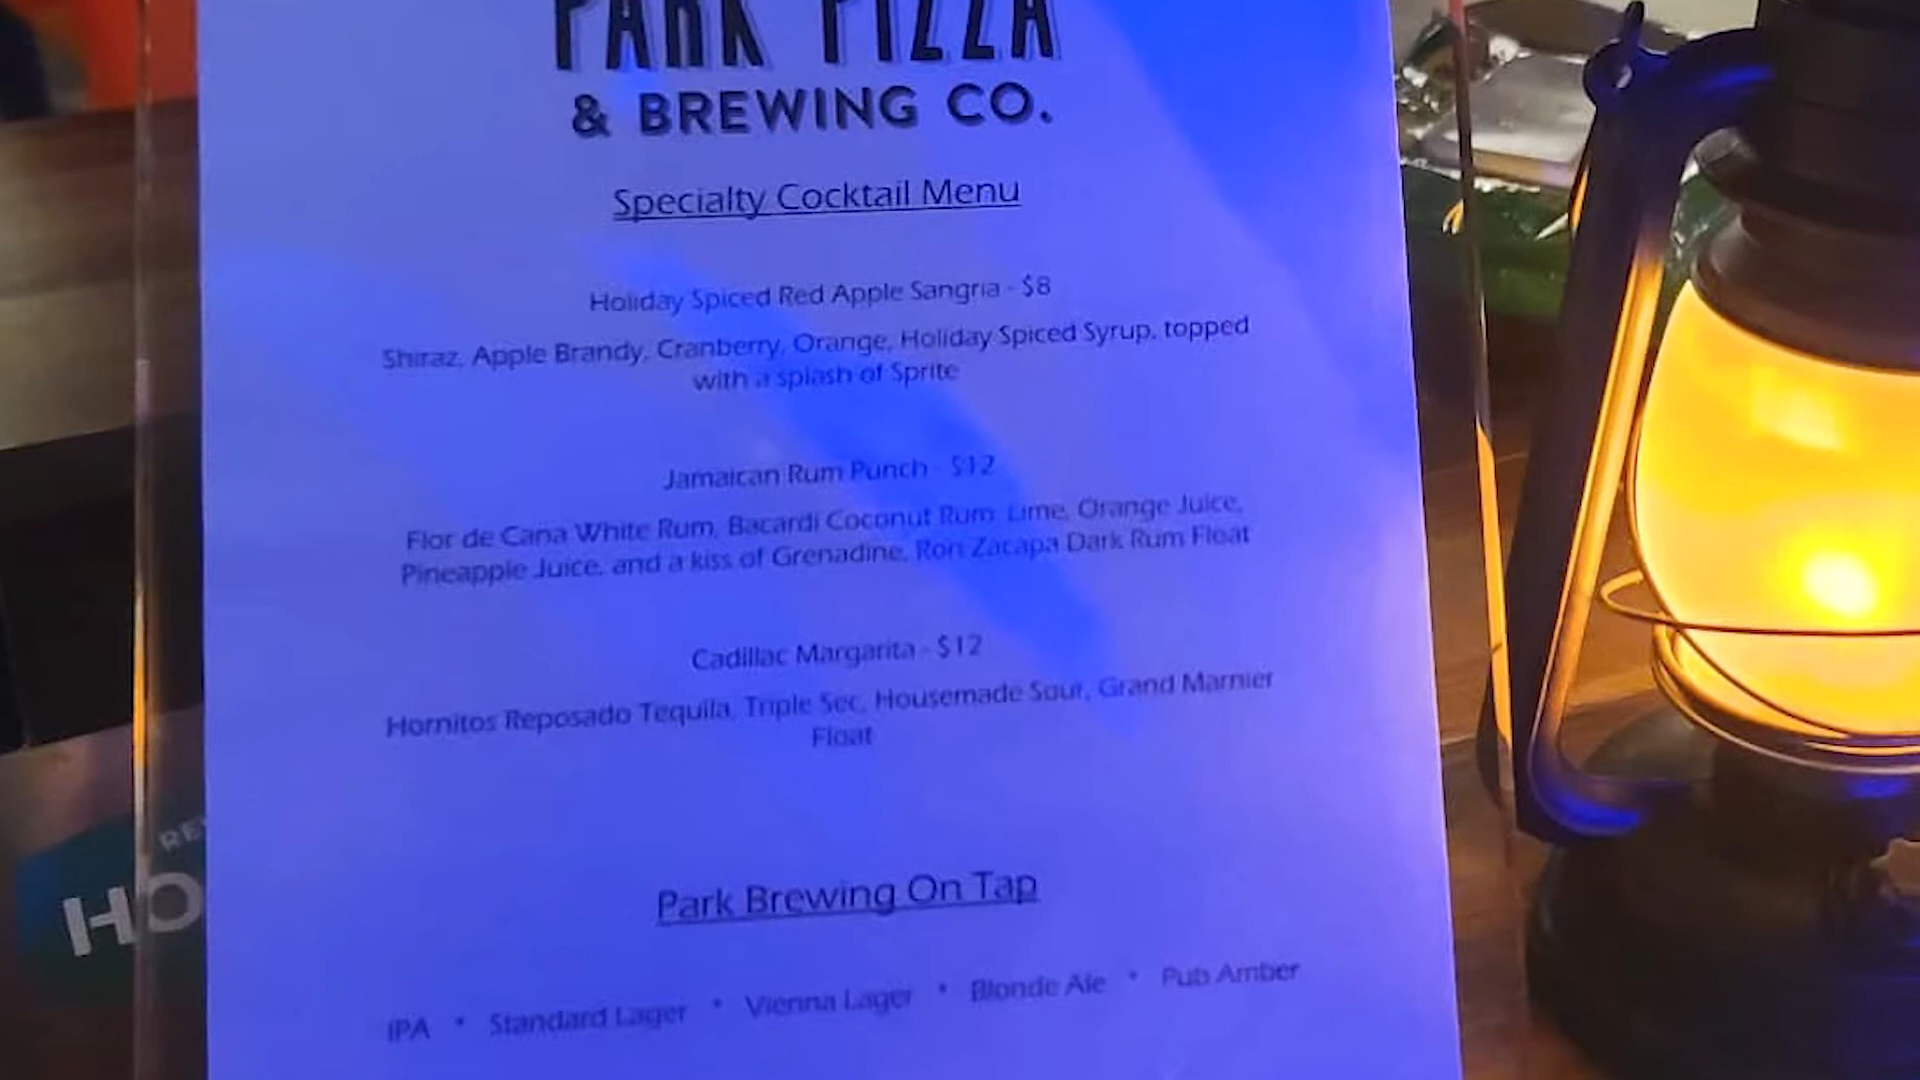 PARK PIZZA
& BREWING CO.
Specialty Cocktail Menu
Holiday Spiced Red Apple Sangria - $8
Shiraz, Apple Brandy, Cranberry, Orange, Holiday Spiced Syrup, topped
with a splash of Sprite
Jamaican Rum Punch - $12
Flor de Cana White Rum, Bacardi Coconut Rum, Lime, Orange Juice,
Pineapple Juice, and a kiss of Grenadine, Ron Zacapa Dark Rum Float
Cadillac Margarita - $12
Hornitos Reposado Tequila, Triple Sec, Housemade Sour, Grand Marnier
Float
Park Brewing On Tap
IPA * Standard Lager * Vienna Lager * Blonde Ale * Pub Amber
RE
HO